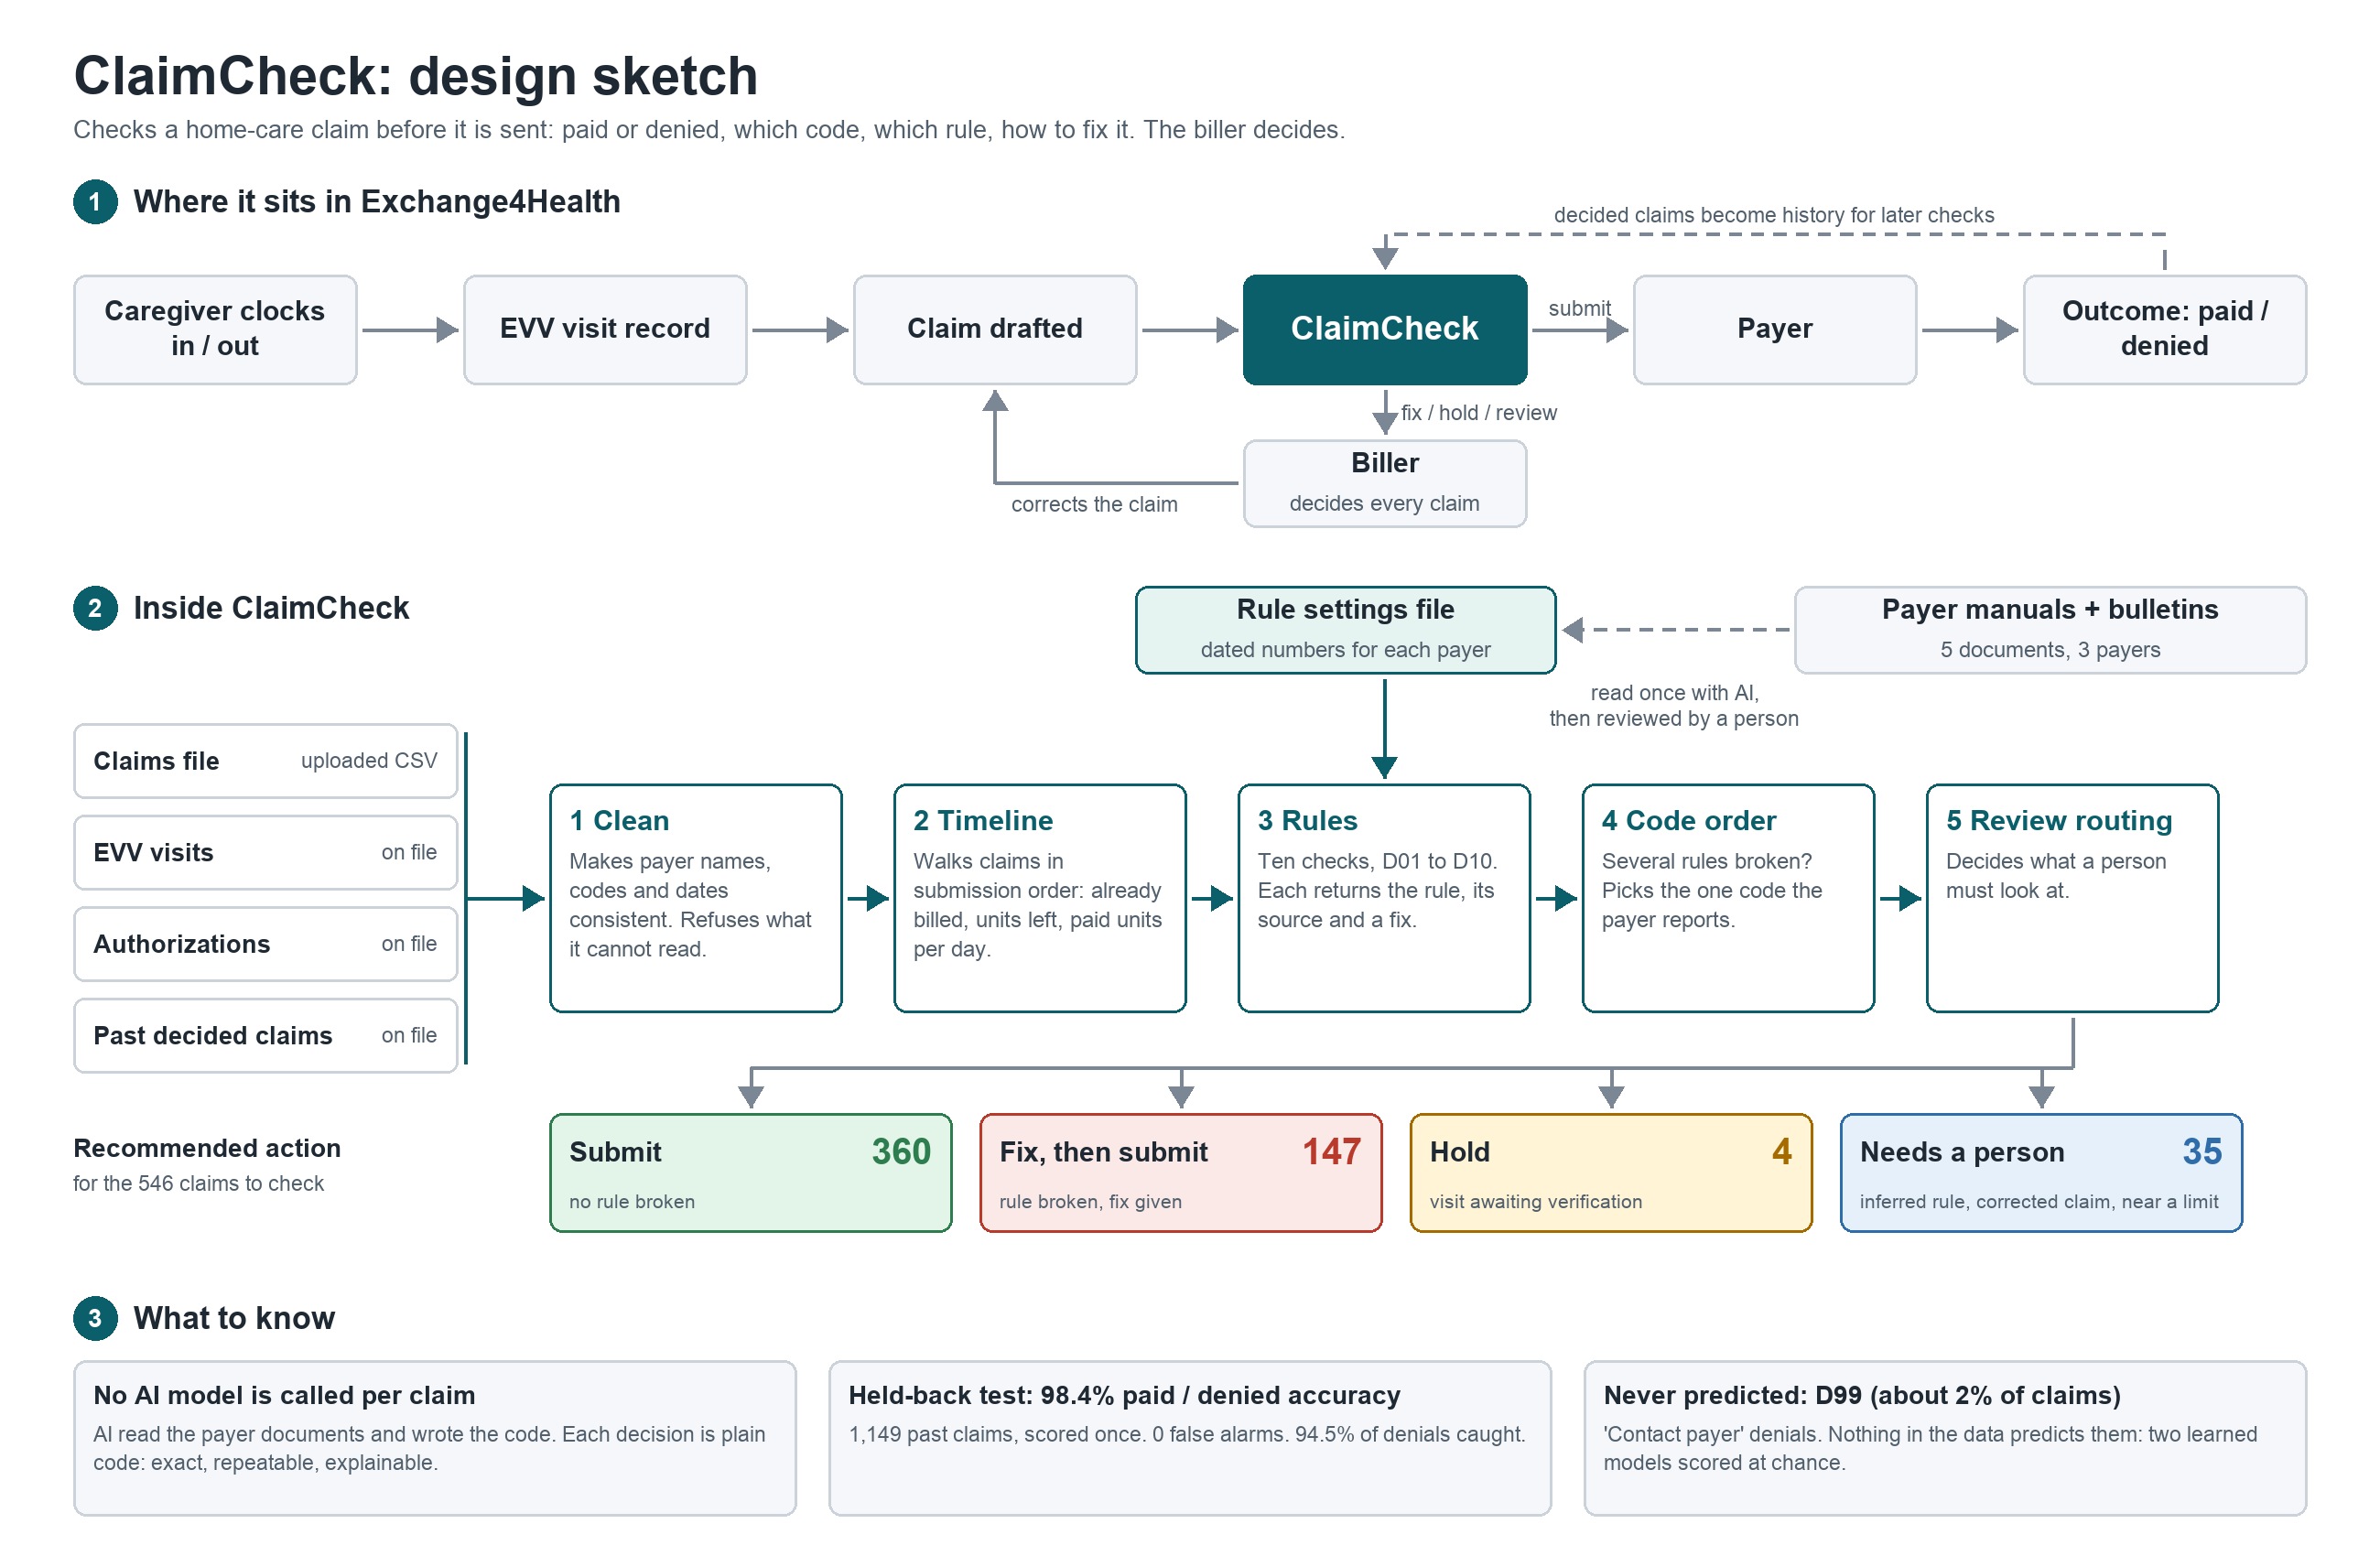 ClaimCheck: design sketch
Checks a home-care claim before it is sent: paid or denied, which code, which rule, how to fix it. The biller decides.
1 Where it sits in Exchange4Health
decided claims become history for later checks
Caregiver clocks
in / out
EVV visit record
Claim drafted
ClaimCheck
submit
Payer
Outcome: paid /
denied
fix / hold / review
Biller
decides every claim
corrects the claim
2 Inside ClaimCheck
Rule settings file
dated numbers for each payer
Payer manuals + bulletins
5 documents, 3 payers
read once with AI,
then reviewed by a person
Claims file uploaded CSV
EVV visits on file
Authorizations on file
Past decided claims on file
1 Clean
Makes payer names,
codes and dates
consistent. Refuses what
it cannot read.
2 Timeline
Walks claims in
submission order: already
billed, units left, paid units
per day.
3 Rules
Ten checks, D01 to D10.
Each returns the rule, its
source and a fix.
4 Code order
Several rules broken?
Picks the one code the
payer reports.
5 Review routing
Decides what a person
must look at.
Recommended action
for the 546 claims to check
Submit 360
no rule broken
Fix, then submit 147
rule broken, fix given
Hold 4
visit awaiting verification
Needs a person 35
inferred rule, corrected claim, near a limit
3 What to know
No AI model is called per claim
AI read the payer documents and wrote the code. Each decision is plain
code: exact, repeatable, explainable.
Held-back test: 98.4% paid / denied accuracy
1,149 past claims, scored once. 0 false alarms. 94.5% of denials caught.
Never predicted: D99 (about 2% of claims)
'Contact payer' denials. Nothing in the data predicts them: two learned
models scored at chance.